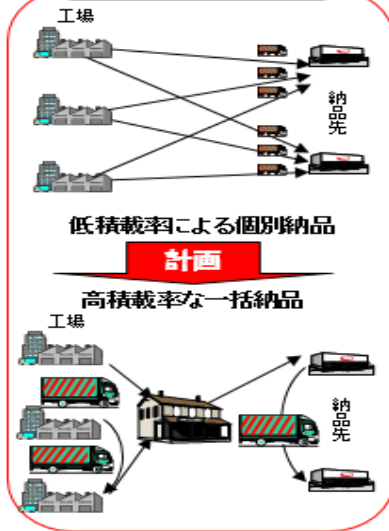 工場
納品先
低積載率による個別納品
計画
高積載率な一括納品
工場
納品先